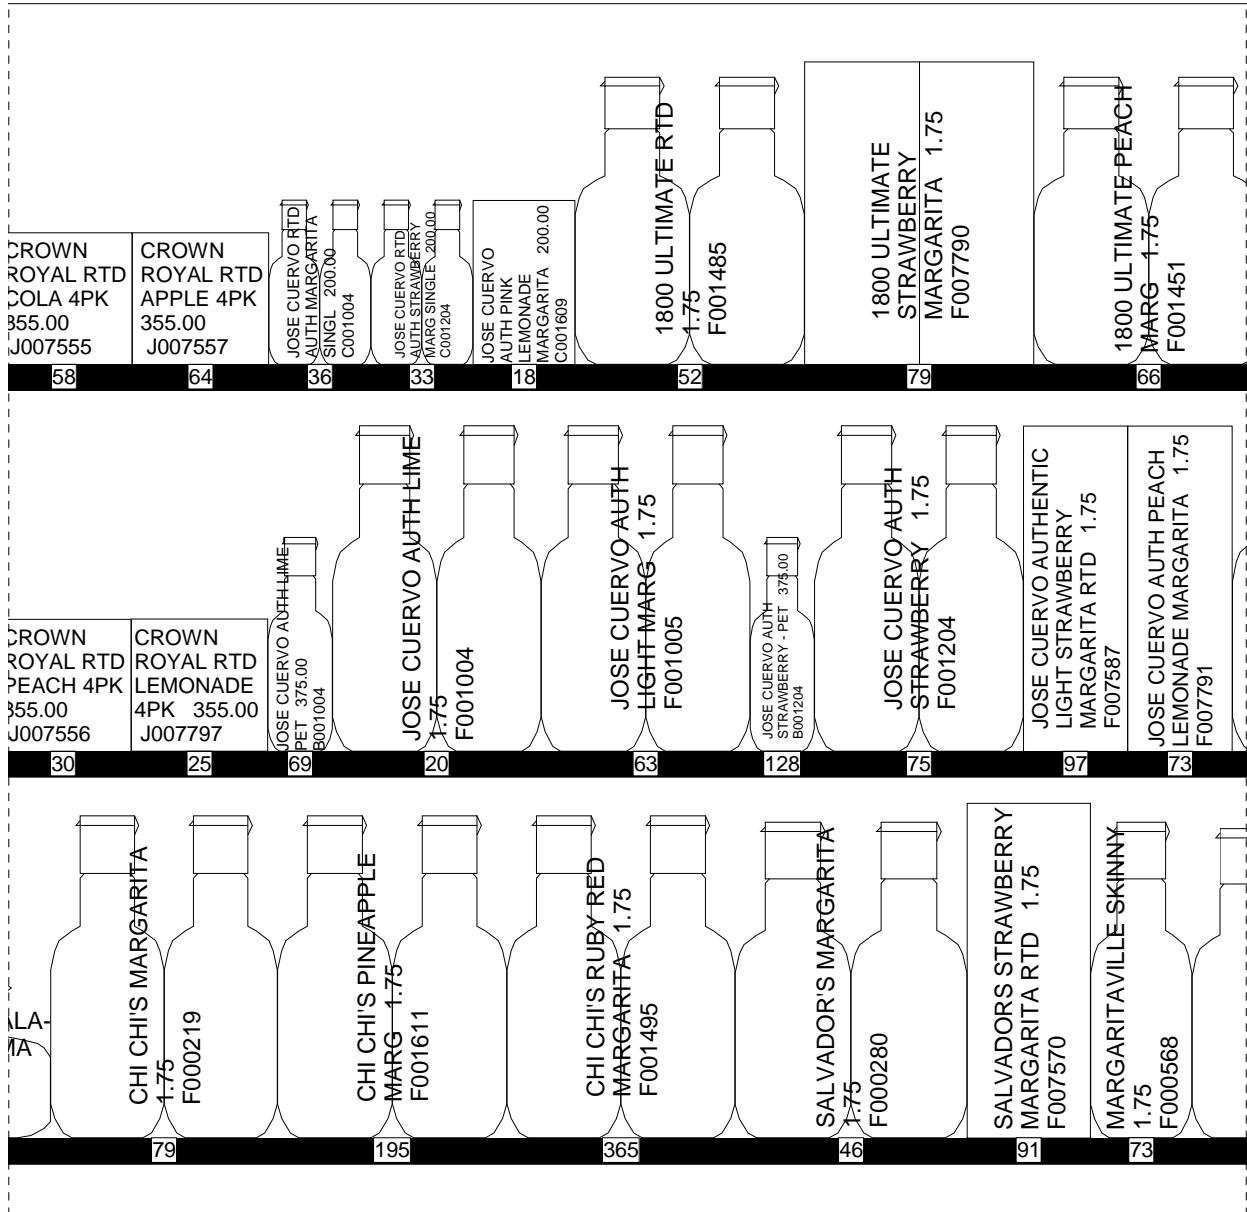 CROWN
ROYAL RTD
COLA 4PK
355.00
J007555
CROWN
ROYAL RTD
APPLE 4PK
355.00
J007557
JOSE CUERVO RTD
AUTH MARGARITA
SINGL 200.00
C001004
JOSE CUERVO RTD
AUTH STRAWBERRY
MARG SINGLE 200.00
C001204
JOSE CUERVO
AUTH PINK
LEMONADE
MARGARITA 200.00
C001609
1800 ULTIMATE RTD
1.75
F001485
1800 ULTIMATE
STRAWBERRY
MARGARITA 1.75
F007790
1800 ULTIMATE PEACH
MARG 1.75
F001451
58
64
36
33
18
52
79
66
CROWN
ROYAL RTD
PEACH 4PK
355.00
J007556
CROWN
ROYAL RTD
LEMONADE
4PK 355.00
J007797
JOSE CUERVO AUTH LIME
PET 375.00
B001004
JOSE CUERVO AUTH LIME
1.75
F001004
JOSE CUERVO AUTH
LIGHT MARG 1.75
F001005
JOSE CUERVO AUTH
STRAWBERRY - PET 375.00
B001204
JOSE CUERVO AUTH
STRAWBERRY 1.75
F001204
JOSE CUERVO AUTHENTIC
LIGHT STRAWBERRY
MARGARITA RTD 1.75
F007587
JOSE CUERVO AUTH PEACH
LEMONADE MARGARITA 1.75
F007791
30
25
69
20
63
128
75
97
73
ALA-
MA
CHI CHI'S MARGARITA
1.75
F000219
CHI CHI'S PINEAPPLE
MARG 1.75
F001611
CHI CHI'S RUBY RED
MARGARITA 1.75
F001495
SALVADOR'S MARGARITA
1.75
F000280
SALVADORS STRAWBERRY
MARGARITA RTD 1.75
F007570
MARGARITAVILLE SKINNY
1.75
F000568
79
195
365
46
91
73